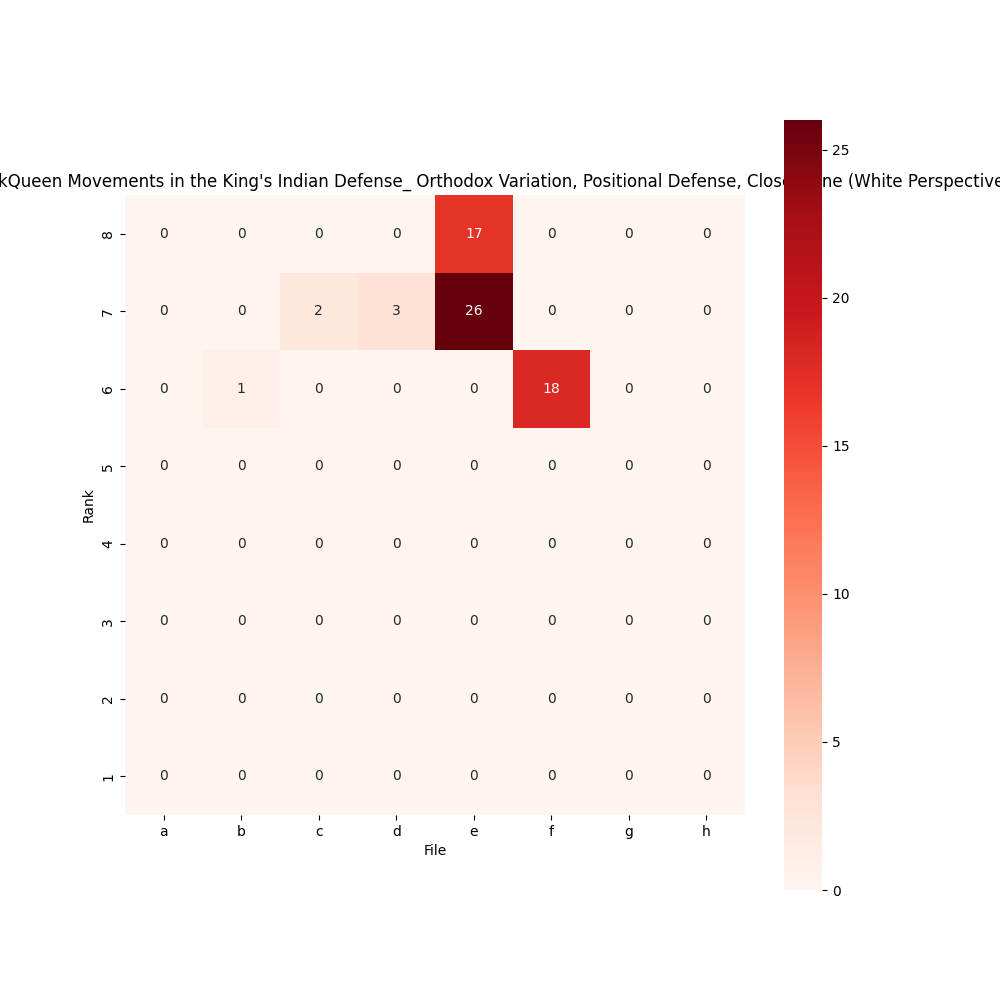 kQueen Movements in the King's Indian Defense_ Orthodox Variation, Positional Defense, (White Perspective
25
20
15
10
5
0
8 0 0 0 0 17 0 0 0
7 0 0 2 3 26 0 0 0
6 0 1 0 0 0 18 0 0
5 0 0 0 0 0 0 0 0
4 0 0 0 0 0 0 0 0
3 0 0 0 0 0 0 0 0
2 0 0 0 0 0 0 0 0
1 0 0 0 0 0 0 0 0
a b c d e f g h
Rank
File